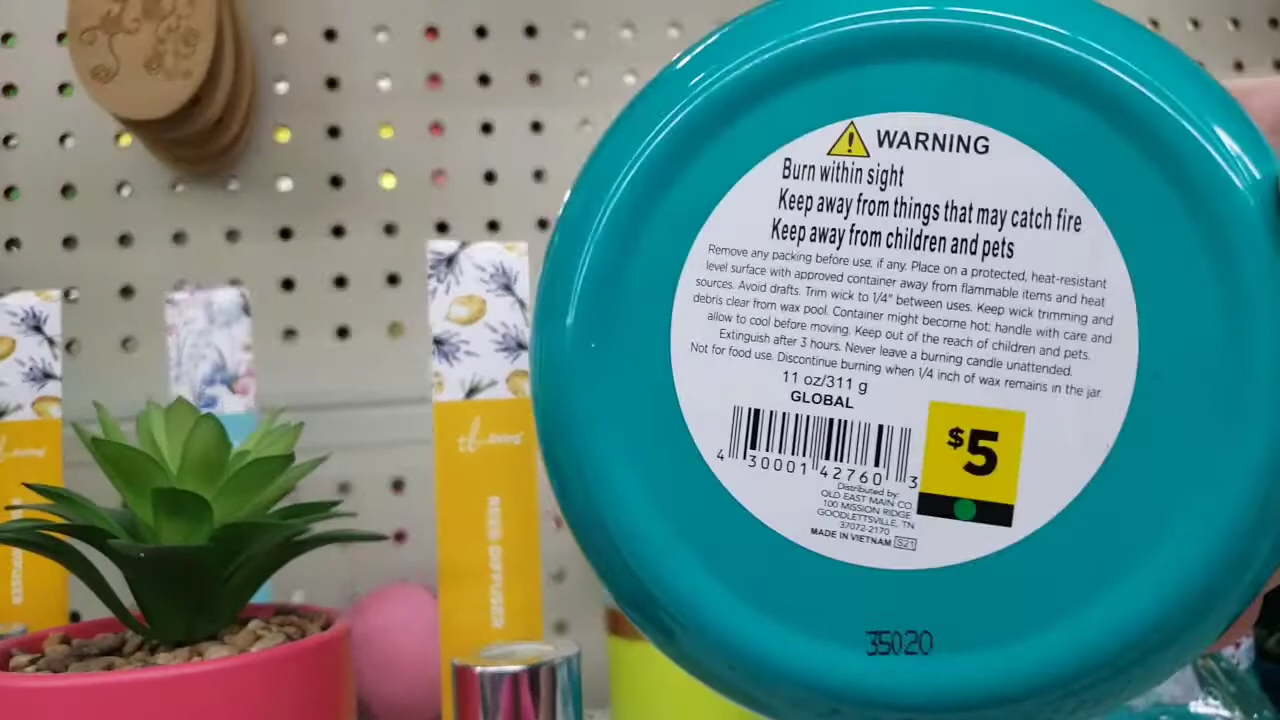 WARNING
Burn within sight
Keep away from things that may catch fire
Keep away from children and pets
Remove any packing before use, if any. Place on a protected, heat-resistant
level surface with approved container away from flammable items and heat
sources. Avoid drafts. Trim wick to 1/4" between uses. Keep wick trimming and
debris clear from wax pool. Container might become hot; handle with care and
allow to cool before moving. Keep out of the reach of children and pets.
Extinguish after 3 hours. Never leave a burning candle unattended.
Not for food use. Discontinue burning when 1/4 inch of wax remains in the jar.
11 oz/311 g
GLOBAL
4 30001 42760 3
$5
Distributed by:
OLD EAST MAIN CO.
100 MISSION RIDGE
GOODLETTSVILLE, TN
37072-2170
MADE IN VIETNAM S21
35020
REED DIFFUSER